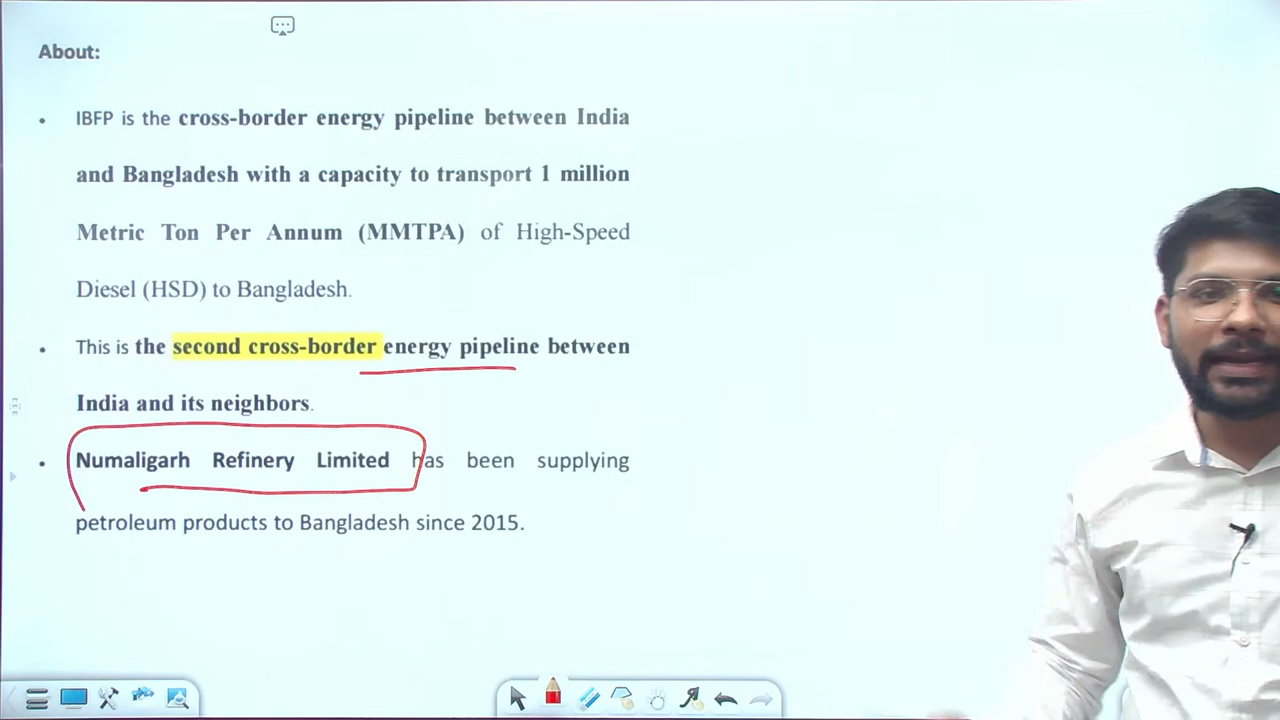 About:
• IBFP is the cross-border energy pipeline between India
and Bangladesh with a capacity to transport 1 million
Metric Ton Per Annum (MMTPA) of High-Speed
Diesel (HSD) to Bangladesh.
• This is the second cross-border energy pipeline between
India and its neighbors.
• Numaligarh Refinery Limited has been supplying
petroleum products to Bangladesh since 2015.